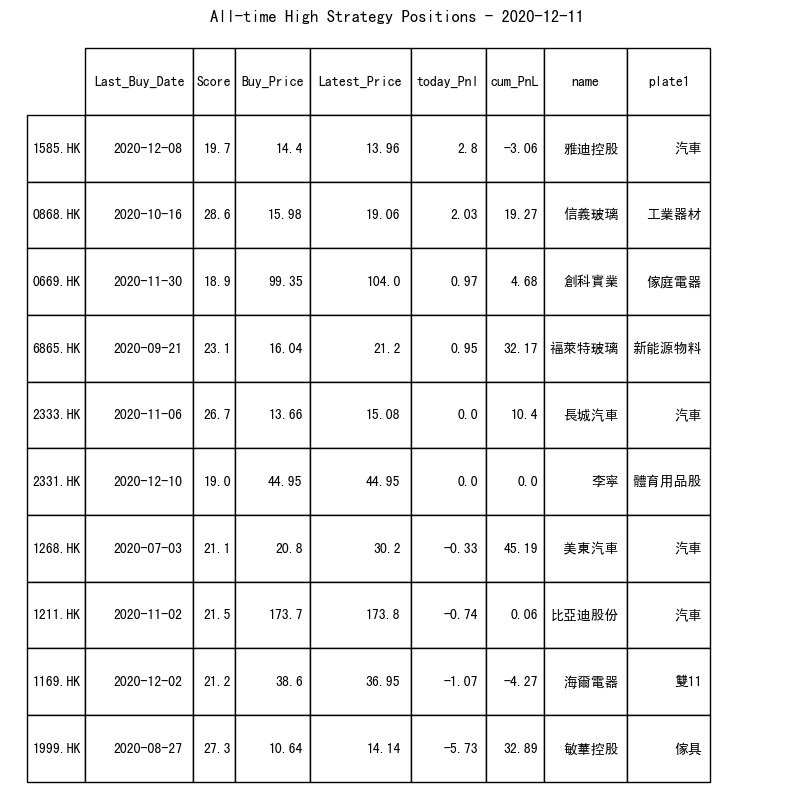 All-time High Strategy Positions - 2020-12-11
Last_Buy_Date Score Buy_Price Latest_Price today_Pnl cum_PnL name plate1
1585.HK 2020-12-08 19.7 14.4 13.96 2.8 -3.06 雅迪控股 汽車
0868.HK 2020-10-16 28.6 15.98 19.06 2.03 19.27 信義玻璃 工業器材
0669.HK 2020-11-30 18.9 99.35 104.0 0.97 4.68 創科實業 傢庭電器
6865.HK 2020-09-21 23.1 16.04 21.2 0.95 32.17 福萊特玻璃 新能源物料
2333.HK 2020-11-06 26.7 13.66 15.08 0.0 10.4 長城汽車 汽車
2331.HK 2020-12-10 19.0 44.95 44.95 0.0 0.0 李寧 體育用品股
1268.HK 2020-07-03 21.1 20.8 30.2 -0.33 45.19 美東汽車 汽車
1211.HK 2020-11-02 21.5 173.7 173.8 -0.74 0.06 比亞迪股份 汽車
1169.HK 2020-12-02 21.2 38.6 36.95 -1.07 -4.27 海爾電器 雙11
1999.HK 2020-08-27 27.3 10.64 14.14 -5.73 32.89 敏華控股 傢具